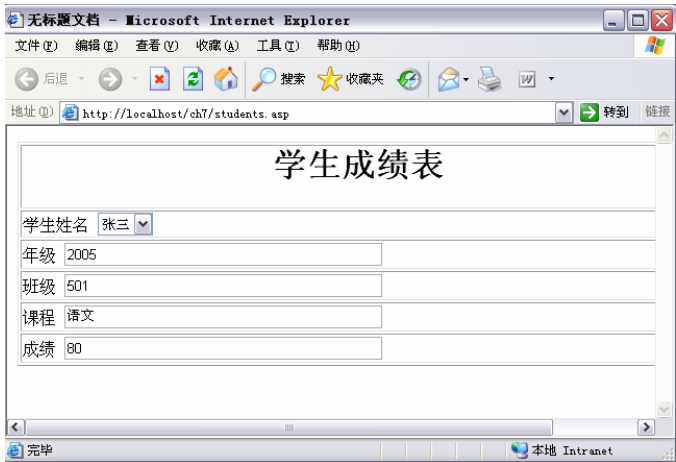 无标题文档 - Microsoft Internet Explorer
文件(F) 编辑(E) 查看(V) 收藏(A) 工具(T) 帮助(H)
后退 搜索 收藏夹 W
地址(D) http://localhost/ch7/students.asp 转到 链接
学生成绩表
学生姓名 张三
年级 2005
班级 501
课程 语文
成绩 80
完毕 本地 Intranet